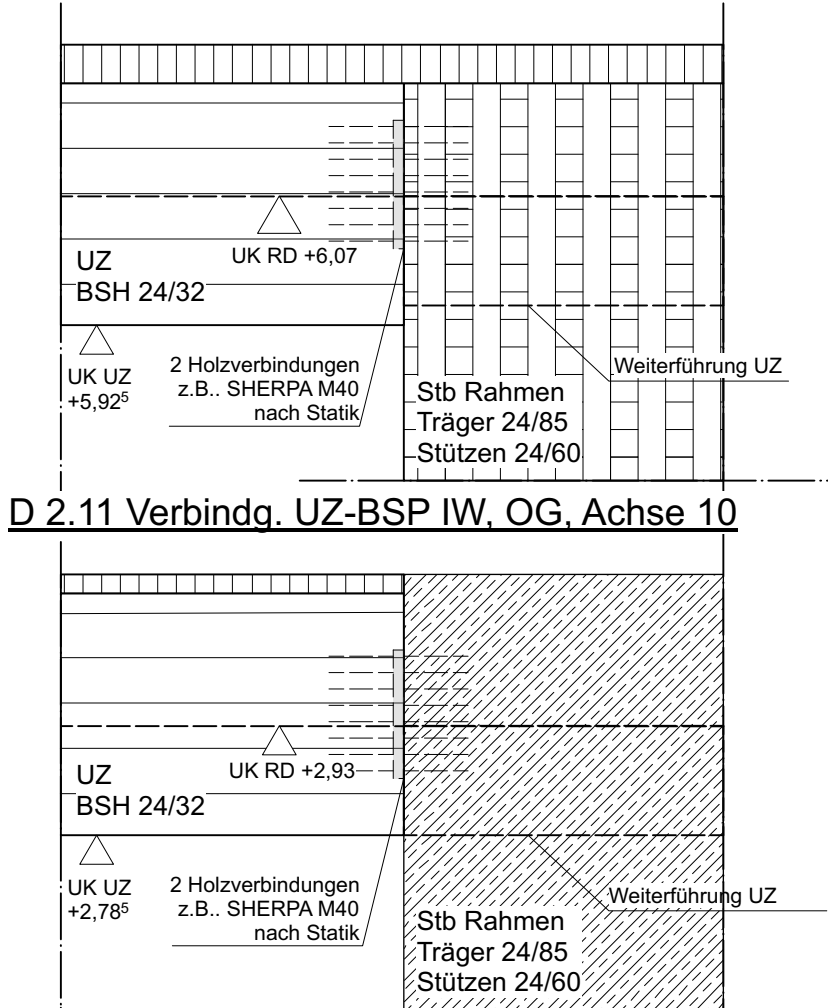 UK RD +6,07
UZ
BSH 24/32
UK UZ
+5,92⁵
2 Holzverbindungen
z.B.. SHERPA M40
nach Statik
Weiterführung UZ
Stb Rahmen
Träger 24/85
Stützen 24/60
D 2.11 Verbindg. UZ-BSP IW, OG, Achse 10
UK RD +2,93
UZ
BSH 24/32
UK UZ
+2,78⁵
2 Holzverbindungen
z.B.. SHERPA M40
nach Statik
Weiterführung UZ
Stb Rahmen
Träger 24/85
Stützen 24/60